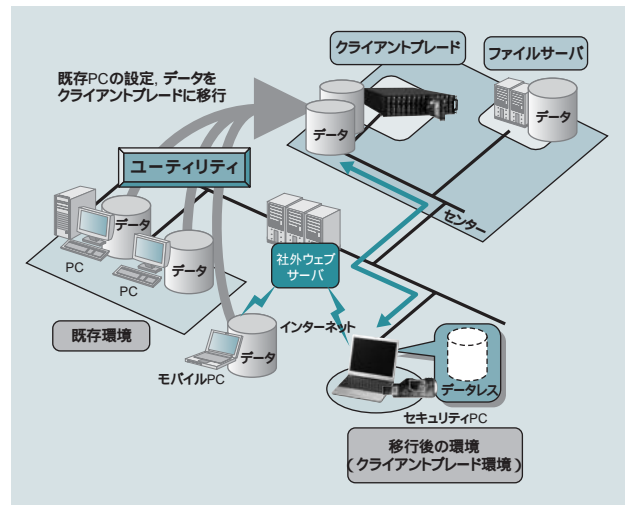 クライアントブレード
ファイルサーバ
既存PCの設定, データを
クライアントブレードに移行
データ
データ
ユーティリティ
センター
データ
PC
データ
PC
社外ウェブ
サーバ
既存環境
インターネット
データ
モバイルPC
データレス
セキュリティPC
移行後の環境
(クライアントブレード環境)